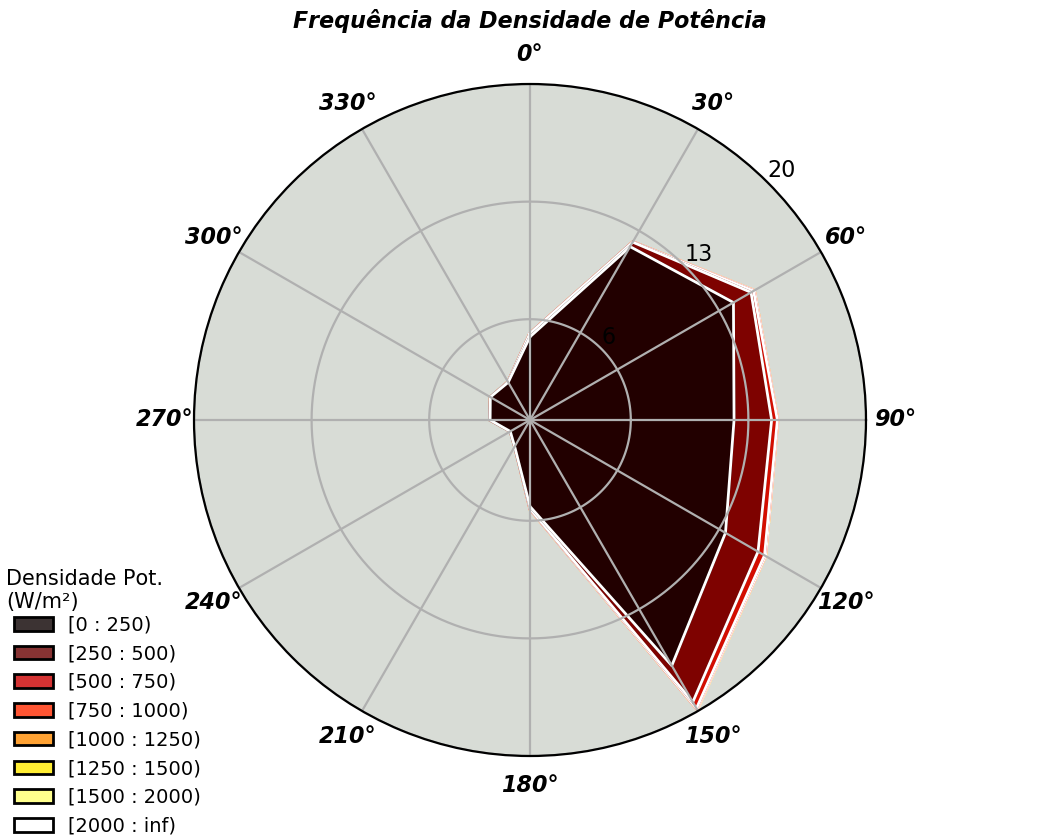 Frequência da Densidade de Potência
0°
330°
30°
20
300°
60°
13
6
270°
90°
240°
120°
210°
150°
180°
Densidade Pot.
(W/m²)
[0 : 250)
[250 : 500)
[500 : 750)
[750 : 1000)
[1000 : 1250)
[1250 : 1500)
[1500 : 2000)
[2000 : inf)